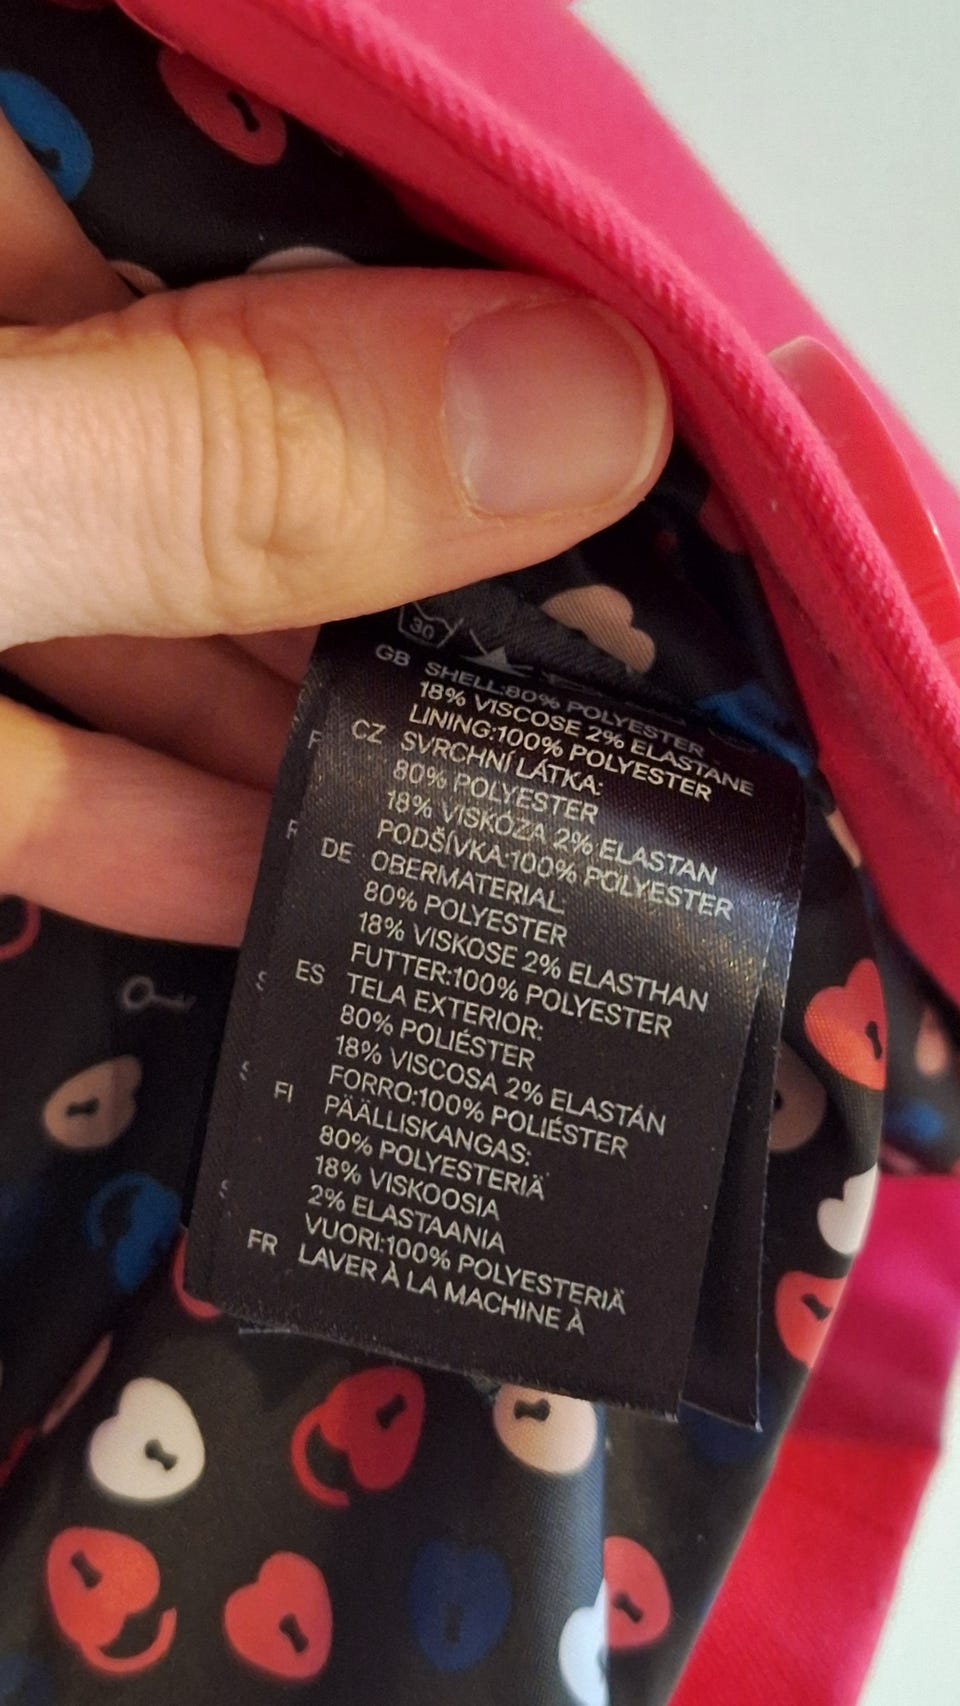 30
GB SHELL:80% POLYESTER
18% VISCOSE 2% ELASTANE
LINING:100% POLYESTER
CZ SVRCHNÍ LÁTKA:
80% POLYESTER
18% VISKÓZA 2% ELASTAN
PODŠÍVKA:100% POLYESTER
DE OBERMATERIAL:
80% POLYESTER
18% VISKOSE 2% ELASTHAN
FUTTER:100% POLYESTER
ES TELA EXTERIOR:
80% POLIÉSTER
18% VISCOSA 2% ELASTÁN
FORRO:100% POLIÉSTER
FI PÄÄLLISKANGAS:
80% POLYESTERIÄ
18% VISKOOSIA
2% ELASTAANIA
VUORI:100% POLYESTERIÄ
FR LAVER À LA MACHINE À